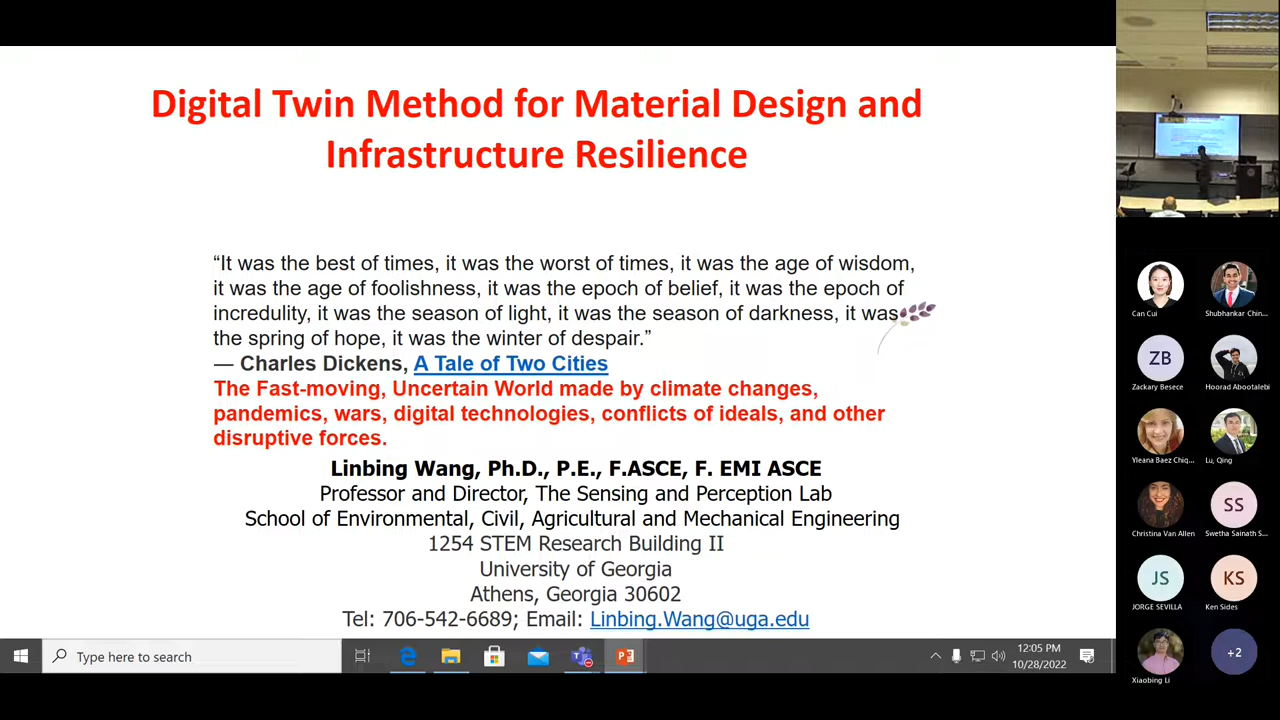 Digital Twin Method for Material Design and
Infrastructure Resilience
“It was the best of times, it was the worst of times, it was the age of wisdom,
it was the age of foolishness, it was the epoch of belief, it was the epoch of
incredulity, it was the season of light, it was the season of darkness, it was
the spring of hope, it was the winter of despair.”
― Charles Dickens, A Tale of Two Cities
The Fast-moving, Uncertain World made by climate changes,
pandemics, wars, digital technologies, conflicts of ideals, and other
disruptive forces.
Linbing Wang, Ph.D., P.E., F.ASCE, F. EMI ASCE
Professor and Director, The Sensing and Perception Lab
School of Environmental, Civil, Agricultural and Mechanical Engineering
1254 STEM Research Building II
University of Georgia
Athens, Georgia 30602
Tel: 706-542-6689; Email: Linbing.Wang@uga.edu
Type here to search
12:05 PM
10/28/2022
Can Cui
Shubhankar Chin...
ZB
Zackary Besece
Hoorad Abootalebi
Yleana Baez Chiq...
Lu, Qing
Christina Van Allen
SS
Swetha Sainath S...
JS
JORGE SEVILLA
KS
Ken Sides
Xiaobing Li
+2